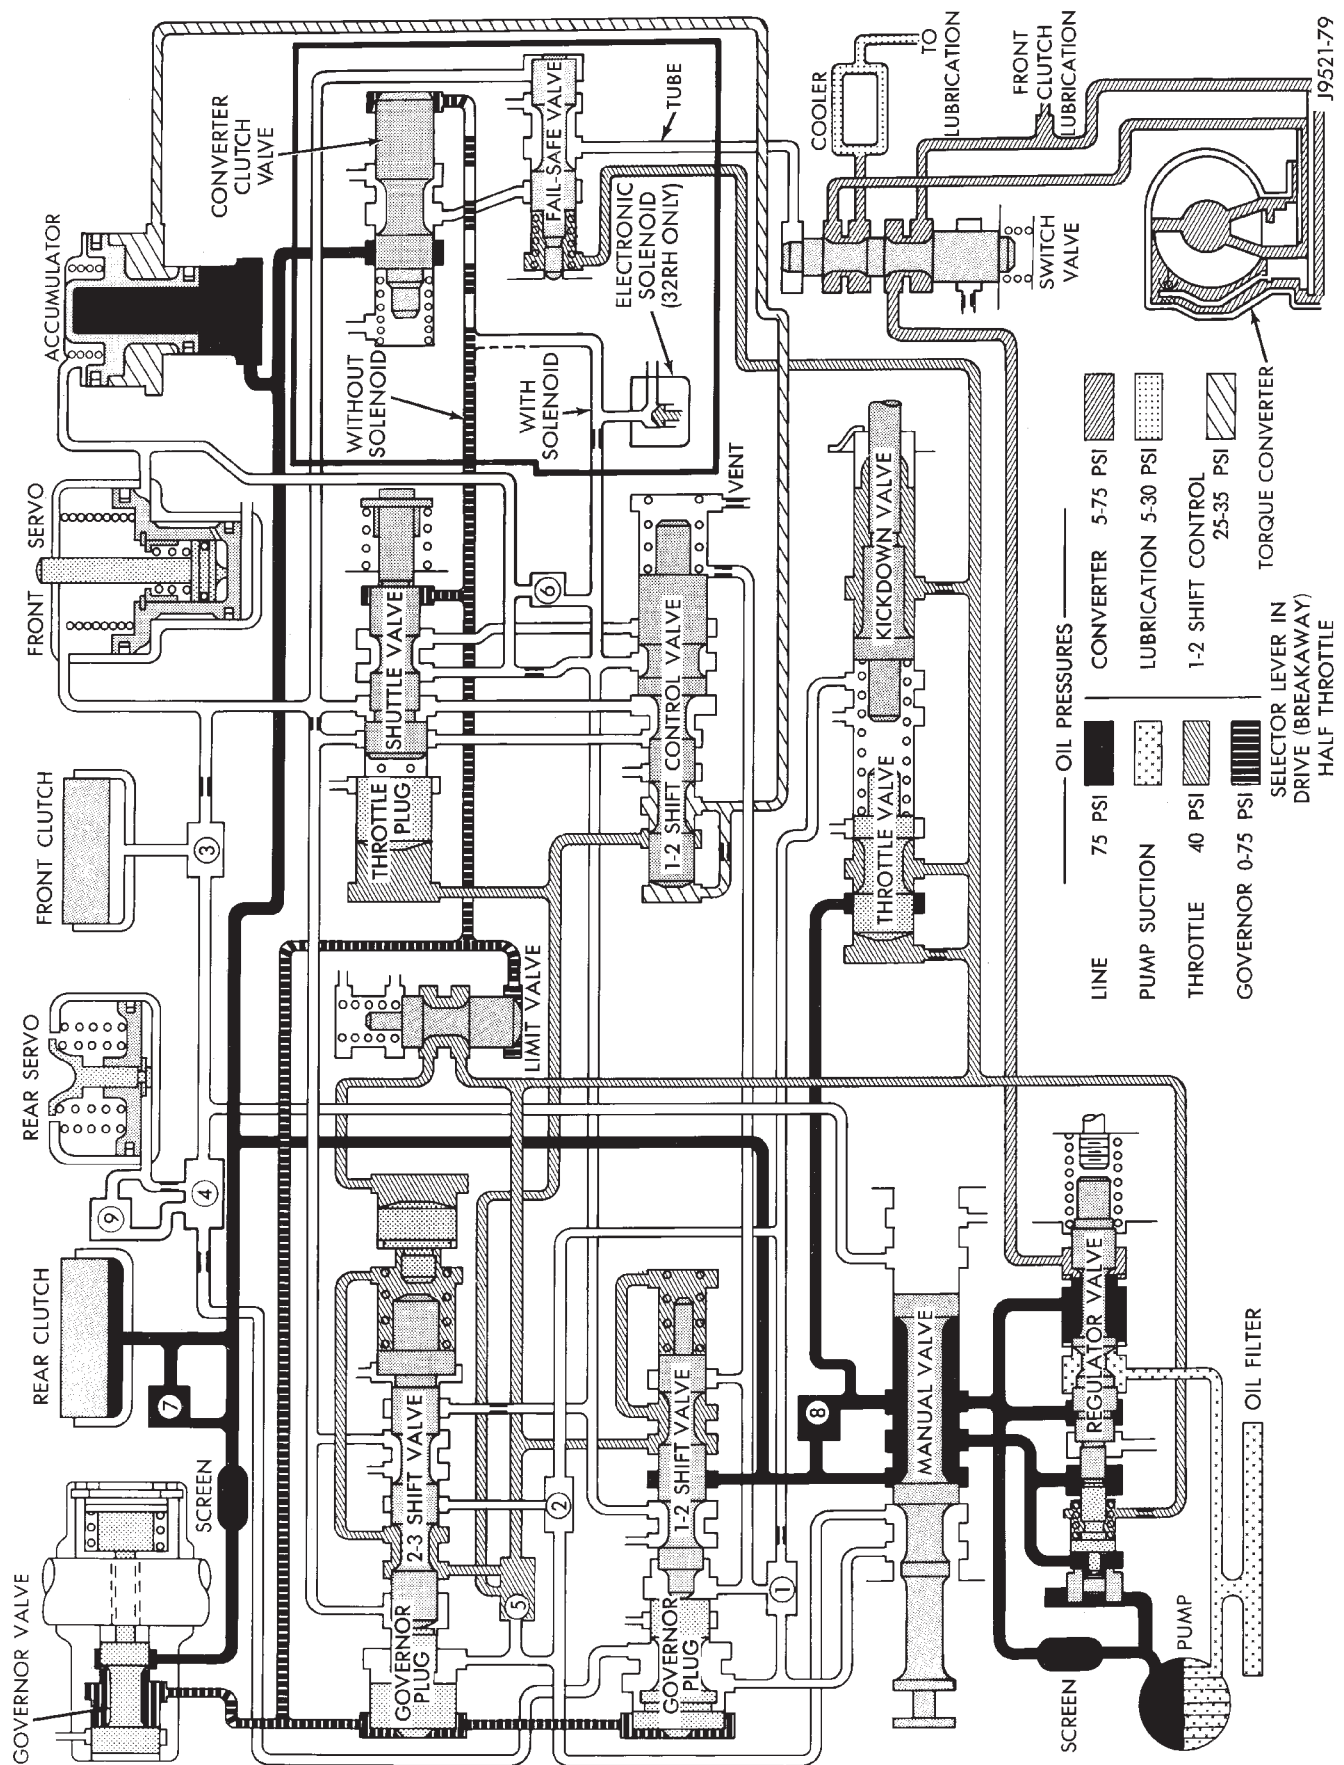 GOVERNOR VALVE
SCREEN
REAR CLUTCH
7
9
4
REAR SERVO
3
FRONT CLUTCH
FRONT SERVO
ACCUMULATOR
CONVERTER
CLUTCH
VALVE
GOVERNOR
PLUG
2-3 SHIFT VALVE
5
2
LIMIT VALVE
THROTTLE
PLUG
SHUTTLE VALVE
6
WITHOUT
SOLENOID
WITH
SOLENOID
FAIL-SAFE VALVE
ELECTRONIC
SOLENOID
(32RH ONLY)
TUBE
GOVERNOR
PLUG
1-2 SHIFT VALVE
1
8
1-2 SHIFT CONTROL VALVE
VENT
MANUAL VALVE
THROTTLE VALVE
KICKDOWN VALVE
SWITCH
VALVE
COOLER
TO
LUBRICATION
FRONT
CLUTCH
LUBRICATION
SCREEN
PUMP
REGULATOR VALVE
OIL FILTER
OIL PRESSURES
LINE 75 PSI
PUMP SUCTION
THROTTLE 40 PSI
GOVERNOR 0-75 PSI
CONVERTER 5-75 PSI
LUBRICATION 5-30 PSI
1-2 SHIFT CONTROL
25-35 PSI
TORQUE CONVERTER
SELECTOR LEVER IN
DRIVE (BREAKAWAY)
HALF THROTTLE
J9521-79